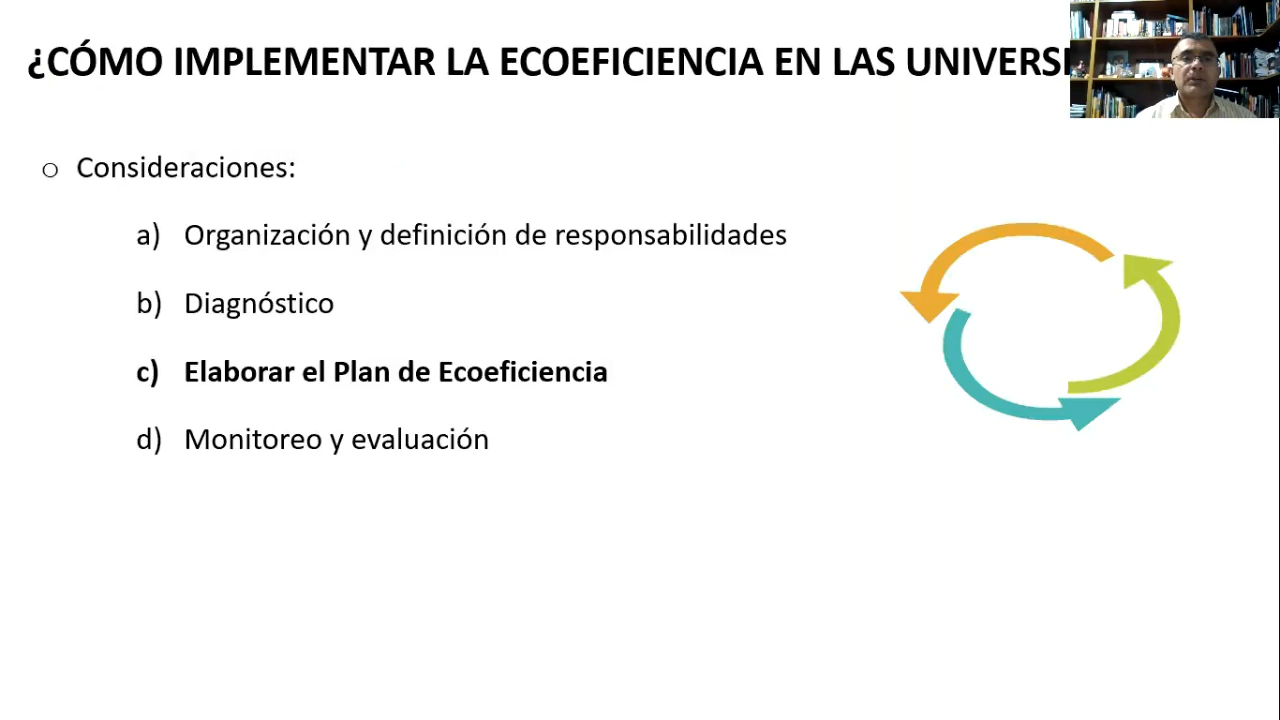 ¿CÓMO IMPLEMENTAR LA ECOEFICIENCIA EN LAS
o Consideraciones:
a) Organización y definición de responsabilidades
b) Diagnóstico
c) Elaborar el Plan de Ecoeficiencia
d) Monitoreo y evaluación